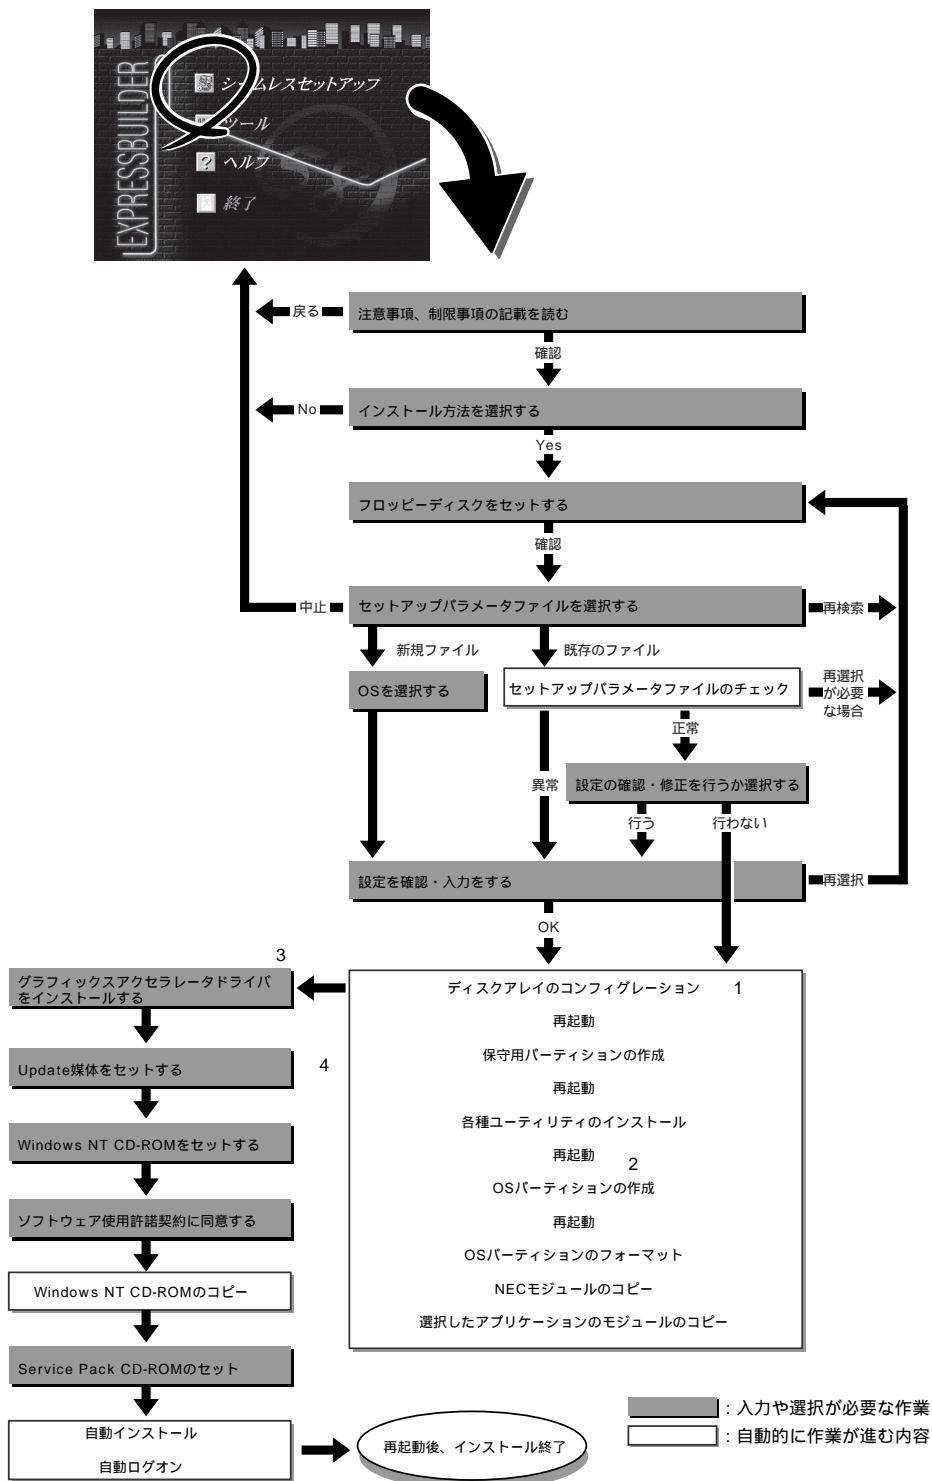 EXPRESSBUILDER
シームレスセットアップ
ツール
ヘルプ
終了
戻る
注意事項、制限事項の記載を読む
確認
No
インストール方法を選択する
Yes
フロッピーディスクをセットする
確認
中止
セットアップパラメータファイルを選択する
再検索
新規ファイル
既存のファイル
OSを選択する
セットアップパラメータファイルのチェック
再選択
が必要
な場合
正常
異常
設定の確認・修正を行うか選択する
行う
行わない
設定を確認・入力をする
再選択
OK
3
グラフィックスアクセラレータドライバ
をインストールする
4
Update媒体をセットする
Windows NT CD-ROMをセットする
ソフトウェア使用許諾契約に同意する
Windows NT CD-ROMのコピー
Service Pack CD-ROMのセット
自動インストール
自動ログオン
ディスクアレイのコンフィグレーション 1
再起動
保守用パーティションの作成
再起動
各種ユーティリティのインストール
再起動
2
OSパーティションの作成
再起動
OSパーティションのフォーマット
NECモジュールのコピー
選択したアプリケーションのモジュールのコピー
再起動後、インストール終了
：入力や選択が必要な作業
：自動的に作業が進む内容